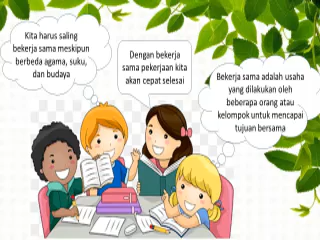 Kita harus saling
bekerja sama meskipun
berbeda agama, suku,
dan budaya
Dengan bekerja
sama pekerjaan kita
akan cepat selesai
Bekerja sama adalah usaha
yang dilakukan oleh
beberapa orang atau
kelompok untuk mencapai
tujuan bersama